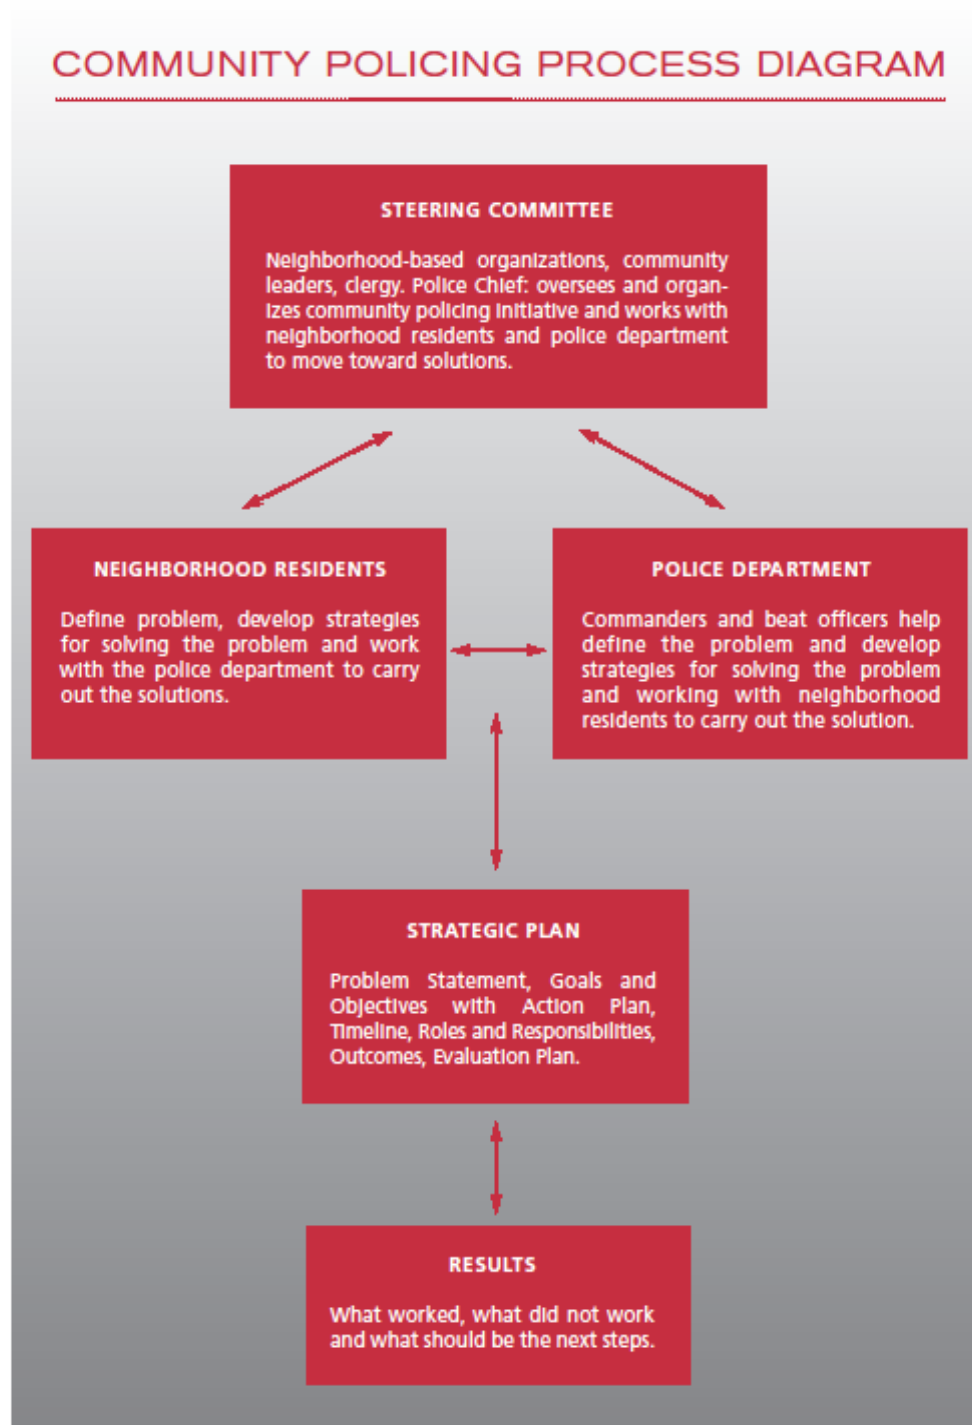 COMMUNITY POLICING PROCESS DIAGRAM
STEERING COMMITTEE
Neighborhood-based organizations, community
leaders, clergy. Police Chief: oversees and organ-
izes community policing initiative and works with
neighborhood residents and police department
to move toward solutions.
NEIGHBORHOOD RESIDENTS
Define problem, develop strategies
for solving the problem and work
with the police department to carry
out the solutions.
POLICE DEPARTMENT
Commanders and beat officers help
define the problem and develop
strategies for solving the problem
and working with neighborhood
residents to carry out the solution.
STRATEGIC PLAN
Problem Statement, Goals and
Objectives with Action Plan,
Timeline, Roles and Responsibilities,
Outcomes, Evaluation Plan.
RESULTS
What worked, what did not work
and what should be the next steps.